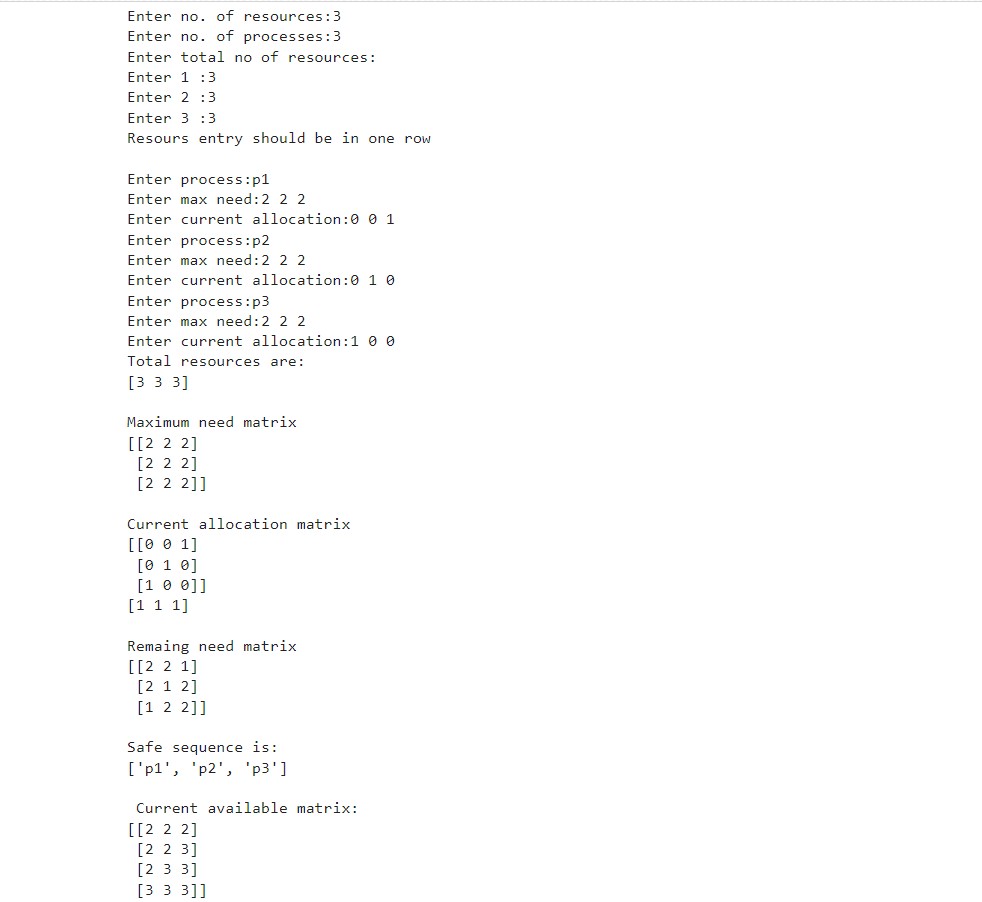 Enter no. of resources:3
Enter no. of processes:3
Enter total no of resources:
Enter 1 :3
Enter 2 :3
Enter 3 :3
Resours entry should be in one row
Enter process:p1
Enter max need:2 2 2
Enter current allocation:0 0 1
Enter process:p2
Enter max need:2 2 2
Enter current allocation:0 1 0
Enter process:p3
Enter max need:2 2 2
Enter current allocation:1 0 0
Total resources are:
[3 3 3]
Maximum need matrix
[[2 2 2]
 [2 2 2]
 [2 2 2]]
Current allocation matrix
[[0 0 1]
 [0 1 0]
 [1 0 0]]
[1 1 1]
Remaing need matrix
[[2 2 1]
 [2 1 2]
 [1 2 2]]
Safe sequence is:
['p1', 'p2', 'p3']
 Current available matrix:
[[2 2 2]
 [2 2 3]
 [2 3 3]
 [3 3 3]]